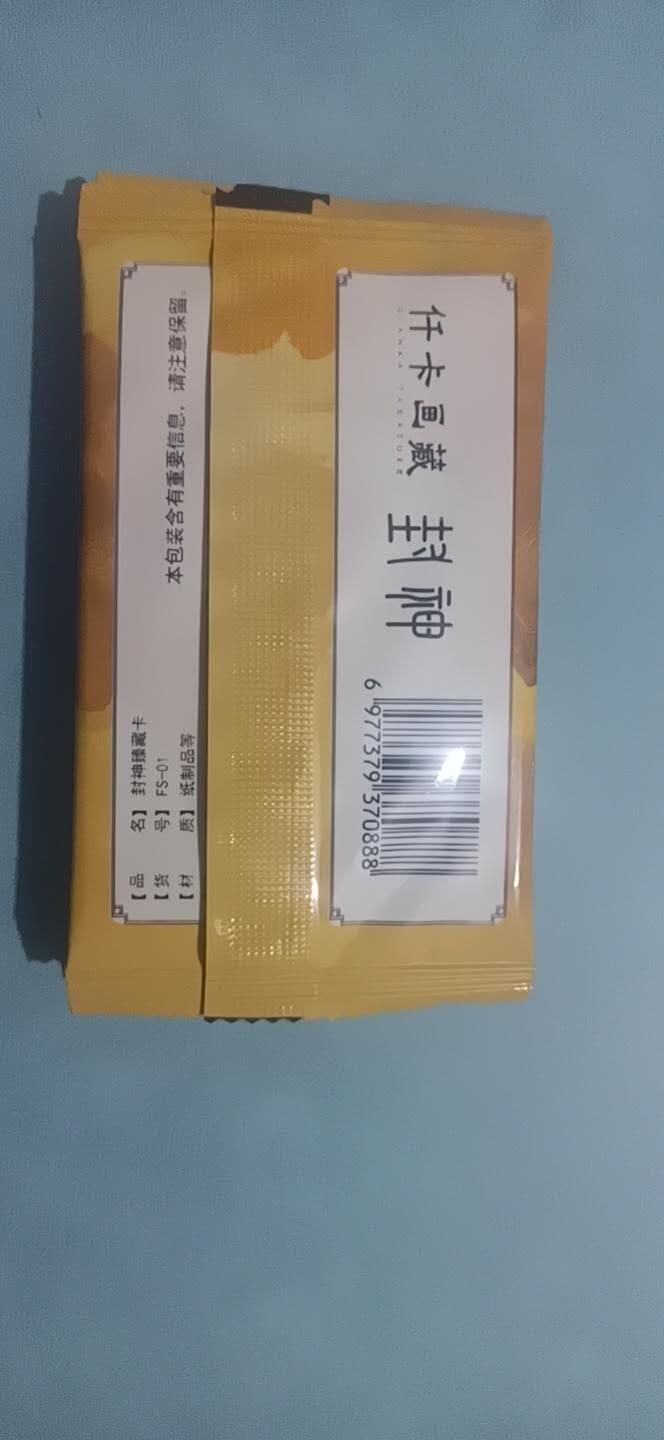 仟卡画藏
QIANKA TREASURE
封神
6 977379 370888
【品 名】 封神臻藏卡
【货 号】 FS-01
【材 质】 纸制品等
本包装含有重要信息，请注意保留。